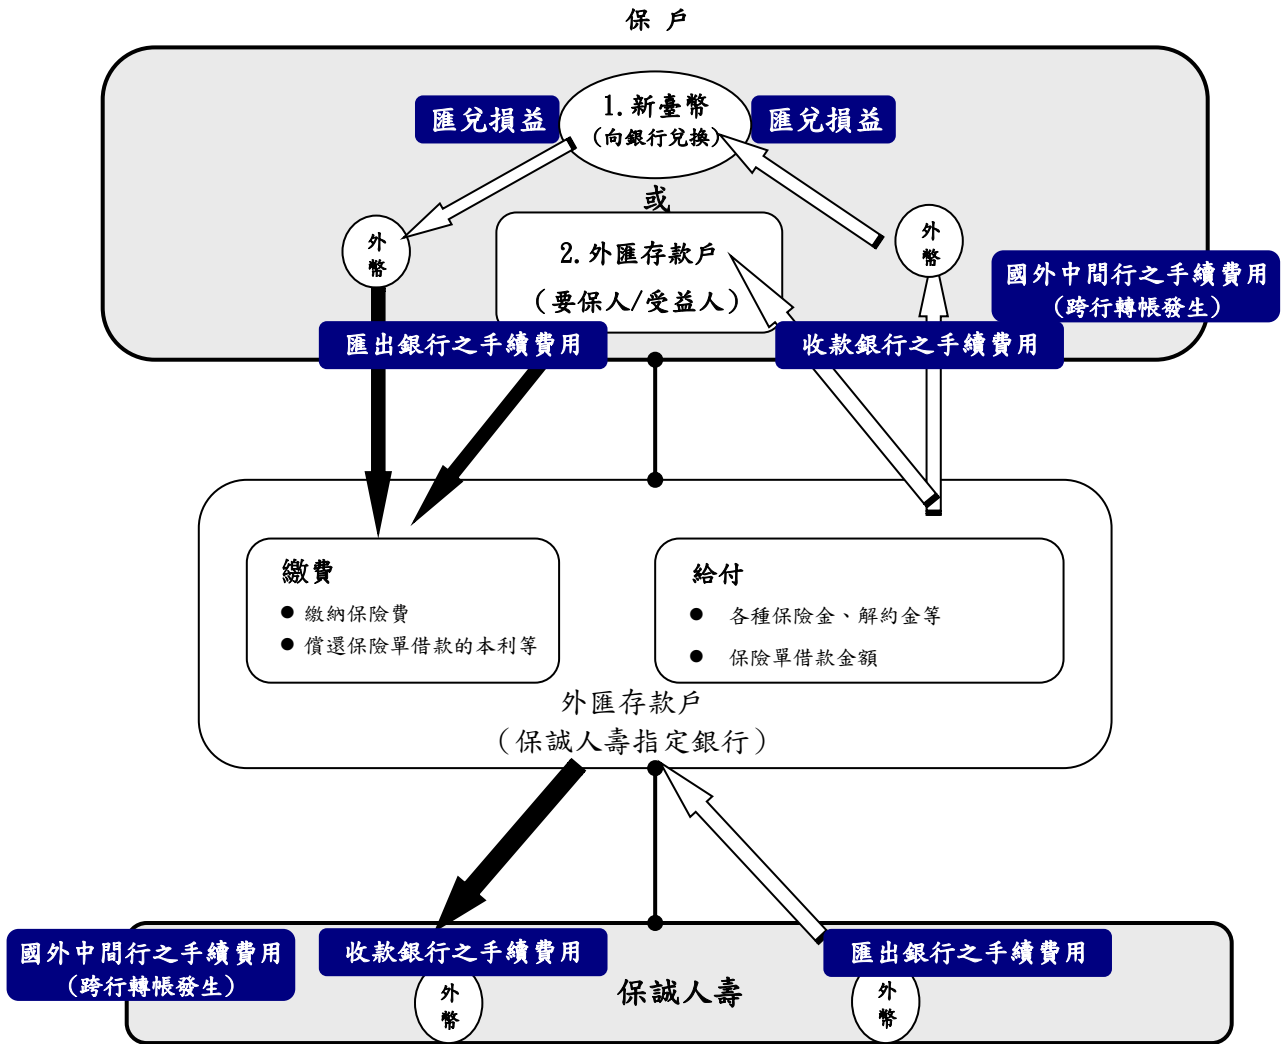 保 戶
匯兌損益
1.新臺幣
(向銀行兌換)
匯兌損益
或
外
幣
2.外匯存款戶
（要保人/受益人）
外
幣
國外中間行之手續費用
(跨行轉帳發生)
匯出銀行之手續費用
收款銀行之手續費用
繳費
● 繳納保險費
● 償還保險單借款的本利等
給付
● 各種保險金、解約金等
● 保險單借款金額
外匯存款戶
（保誠人壽指定銀行）
國外中間行之手續費用
(跨行轉帳發生)
收款銀行之手續費用
匯出銀行之手續費用
外
幣
保誠人壽
外
幣